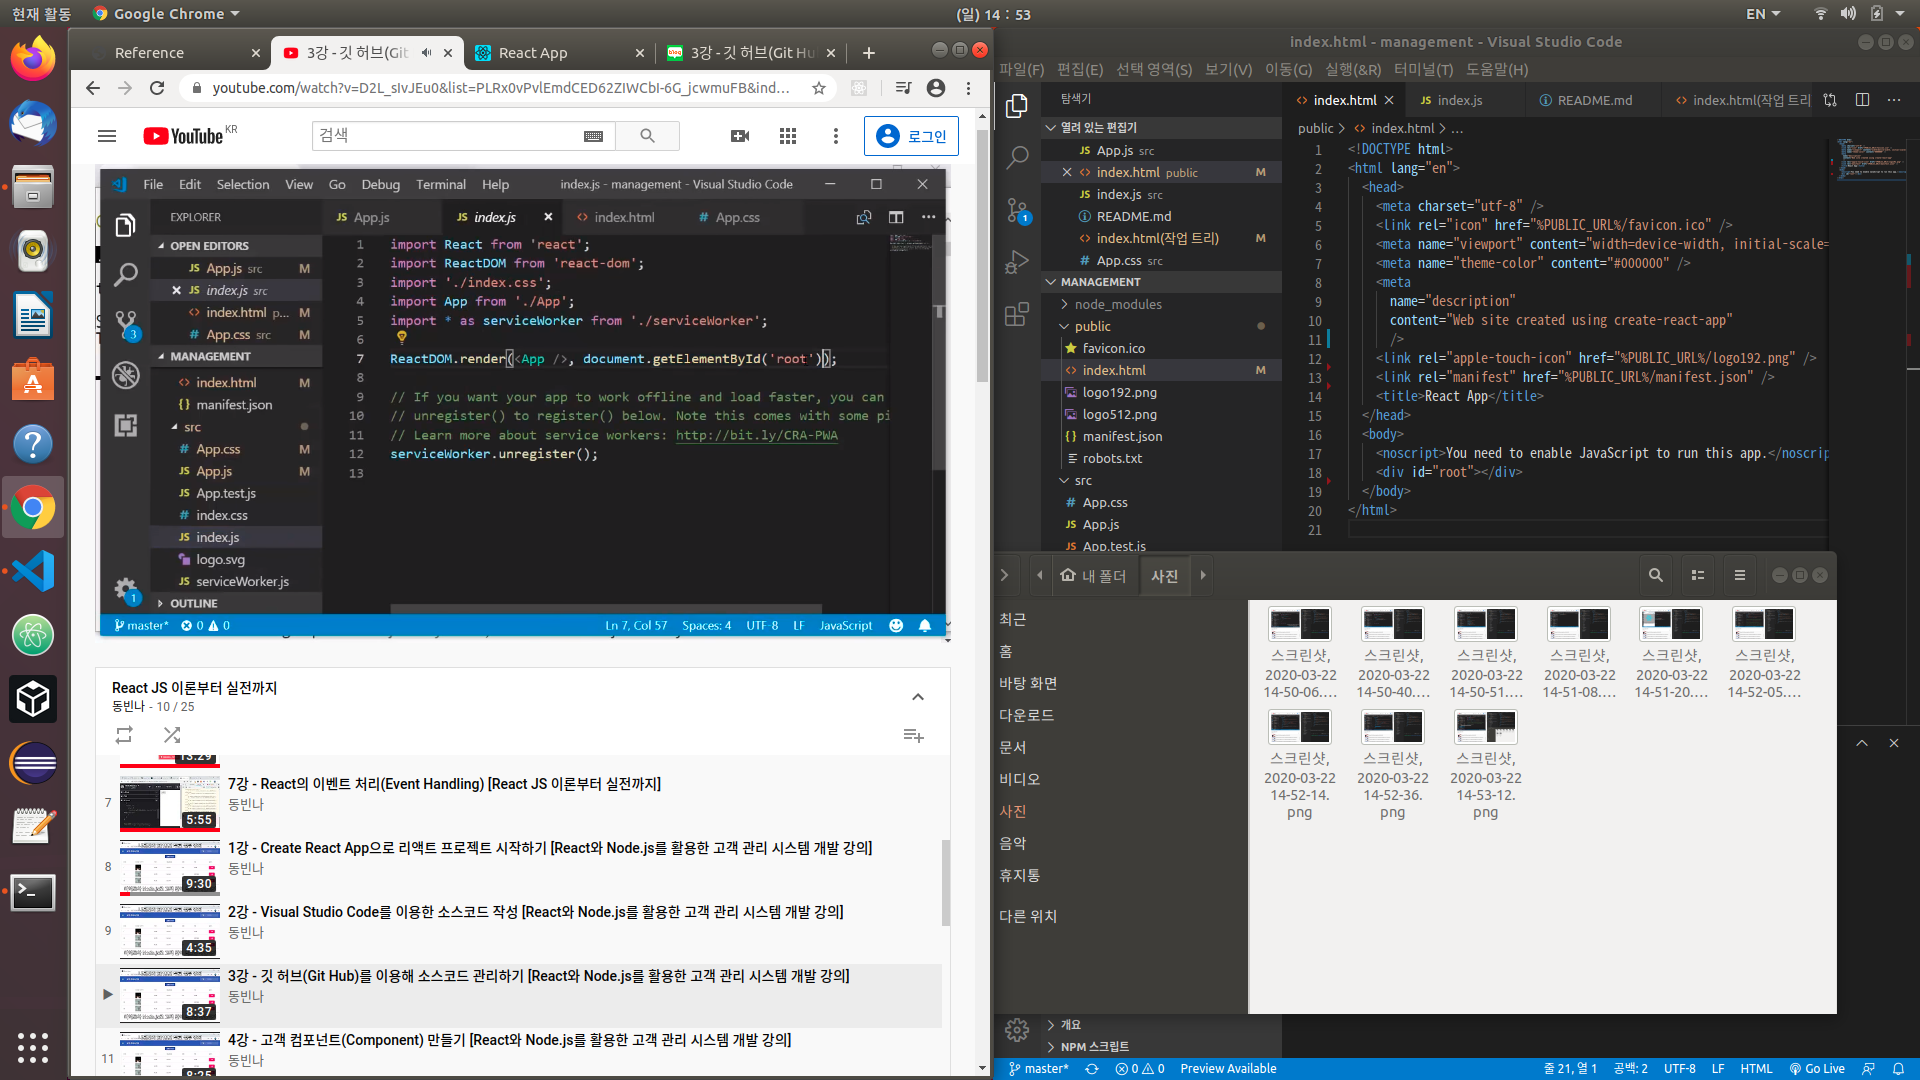 현재 활동
Google Chrome
(일) 14 : 53
EN
Reference
3강 - 깃 허브(Git
React App
3강 - 깃 허브(Git Hu
youtube.com/watch?v=D2L_sIvJEu0&list=PLRx0vPvlEmdCED62ZIWCbI-6G_jcwmuFB&ind...
YouTube KR
검색
로그인
File Edit Selection View Go Debug Terminal Help
index.js - management - Visual Studio Code
EXPLORER
App.js
index.js
index.html
App.css
OPEN EDITORS
JS App.js src M
JS index.js src
index.html p... M
# App.css src M
MANAGEMENT
index.html M
{} manifest.json
src
# App.css M
JS App.js M
JS App.test.js
# index.css
JS index.js
logo.svg
JS serviceWorker.js
OUTLINE
1 import React from 'react';
2 import ReactDOM from 'react-dom';
3 import './index.css';
4 import App from './App';
5 import * as serviceWorker from './serviceWorker';
6
7 ReactDOM.render(<App />, document.getElementById('root'));
8
9 // If you want your app to work offline and load faster, you can
10 // unregister() to register() below. Note this comes with some pi
11 // Learn more about service workers: http://bit.ly/CRA-PWA
12 serviceWorker.unregister();
13
master* 0 0
Ln 7, Col 57 Spaces: 4 UTF-8 LF JavaScript
React JS 이론부터 실전까지
동빈나 - 10 / 25
13:29
7
7강 - React의 이벤트 처리(Event Handling) [React JS 이론부터 실전까지]
동빈나
5:55
8
1강 - Create React App으로 리액트 프로젝트 시작하기 [React와 Node.js를 활용한 고객 관리 시스템 개발 강의]
동빈나
9:30
9
2강 - Visual Studio Code를 이용한 소스코드 작성 [React와 Node.js를 활용한 고객 관리 시스템 개발 강의]
동빈나
4:35
3강 - 깃 허브(Git Hub)를 이용해 소스코드 관리하기 [React와 Node.js를 활용한 고객 관리 시스템 개발 강의]
동빈나
8:37
11
4강 - 고객 컴포넌트(Component) 만들기 [React와 Node.js를 활용한 고객 관리 시스템 개발 강의]
동빈나
8:25
index.html - management - Visual Studio Code
파일(F) 편집(E) 선택 영역(S) 보기(V) 이동(G) 실행(&R) 터미널(T) 도움말(H)
탐색기
index.html
JS index.js
README.md
index.html(작업 트리
public > index.html > ...
열려 있는 편집기
JS App.js src
index.html public M
JS index.js src
README.md
index.html(작업 트리) M
# App.css src
MANAGEMENT
node_modules
public
favicon.ico
index.html M
logo192.png
logo512.png
{} manifest.json
robots.txt
src
# App.css
JS App.js
JS App.test.js
1 <!DOCTYPE html>
2 <html lang="en">
3 <head>
4 <meta charset="utf-8" />
5 <link rel="icon" href="%PUBLIC_URL%/favicon.ico" />
6 <meta name="viewport" content="width=device-width, initial-scale=
7 <meta name="theme-color" content="#000000" />
8 <meta
9 name="description"
10 content="Web site created using create-react-app"
11 />
12 <link rel="apple-touch-icon" href="%PUBLIC_URL%/logo192.png" />
13 <link rel="manifest" href="%PUBLIC_URL%/manifest.json" />
14 <title>React App</title>
15 </head>
16 <body>
17 <noscript>You need to enable JavaScript to run this app.</noscrip
18 <div id="root"></div>
19 </body>
20 </html>
21
내 폴더
사진
최근
홈
바탕 화면
다운로드
문서
비디오
사진
음악
휴지통
다른 위치
스크린샷, 2020-03-22 14-50-06....
스크린샷, 2020-03-22 14-50-40....
스크린샷, 2020-03-22 14-50-51....
스크린샷, 2020-03-22 14-51-08....
스크린샷, 2020-03-22 14-51-20....
스크린샷, 2020-03-22 14-52-05....
스크린샷, 2020-03-22 14-52-14.png
스크린샷, 2020-03-22 14-52-36.png
스크린샷, 2020-03-22 14-53-12.png
개요
NPM 스크립트
master* 0 0 Preview Available
줄 21, 열 1 공백: 2 UTF-8 LF HTML Go Live